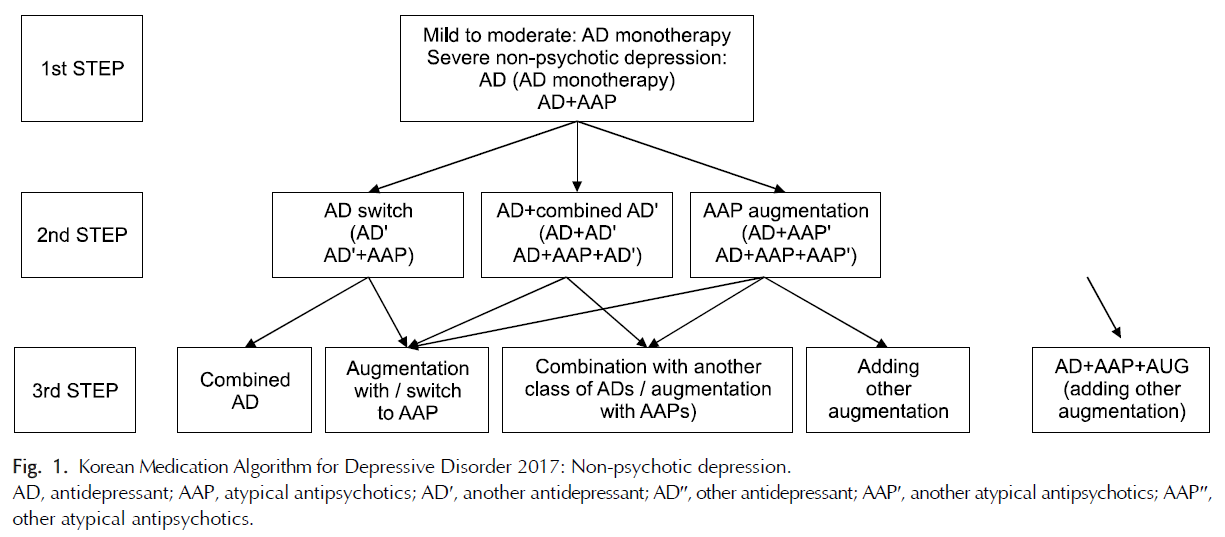 1st STEP
Mild to moderate: AD monotherapy
Severe non-psychotic depression:
AD (AD monotherapy)
AD+AAP
2nd STEP
AD switch
(AD'
AD'+AAP)
AD+combined AD'
(AD+AD'
AD+AAP+AD')
AAP augmentation
(AD+AAP'
AD+AAP+AAP')
3rd STEP
Combined
AD
Augmentation
with / switch
to AAP
Combination with another
class of ADs / augmentation
with AAPs)
Adding
other
augmentation
AD+AAP+AUG
(adding other
augmentation)
Fig. 1. Korean Medication Algorithm for Depressive Disorder 2017: Non-psychotic depression.
AD, antidepressant; AAP, atypical antipsychotics; AD′, another antidepressant; AD″, other antidepressant; AAP′, another atypical antipsychotics; AAP″,
other atypical antipsychotics.